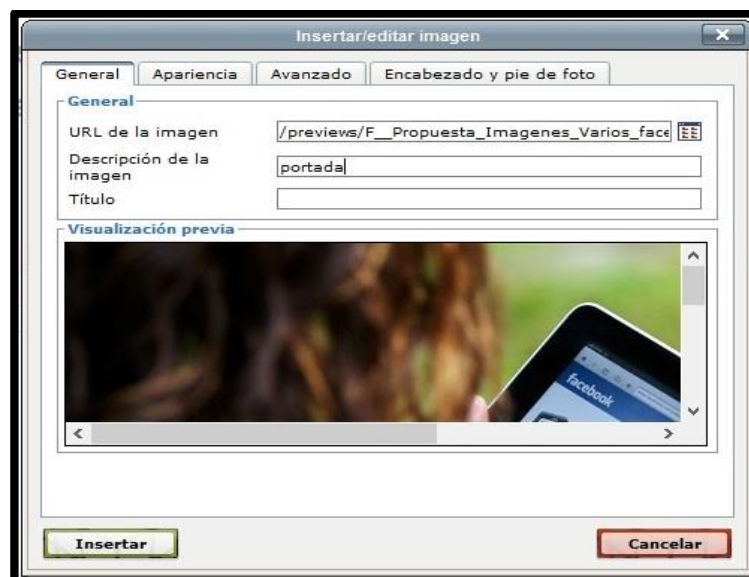 Insertar/editar imagen
General Apariencia Avanzado Encabezado y pie de foto
General
URL de la imagen /previews/F__Propuesta_Imagenes_Varios_face
Descripción de la
imagen portada
Título
Visualización previa
facebook
Insertar Cancelar